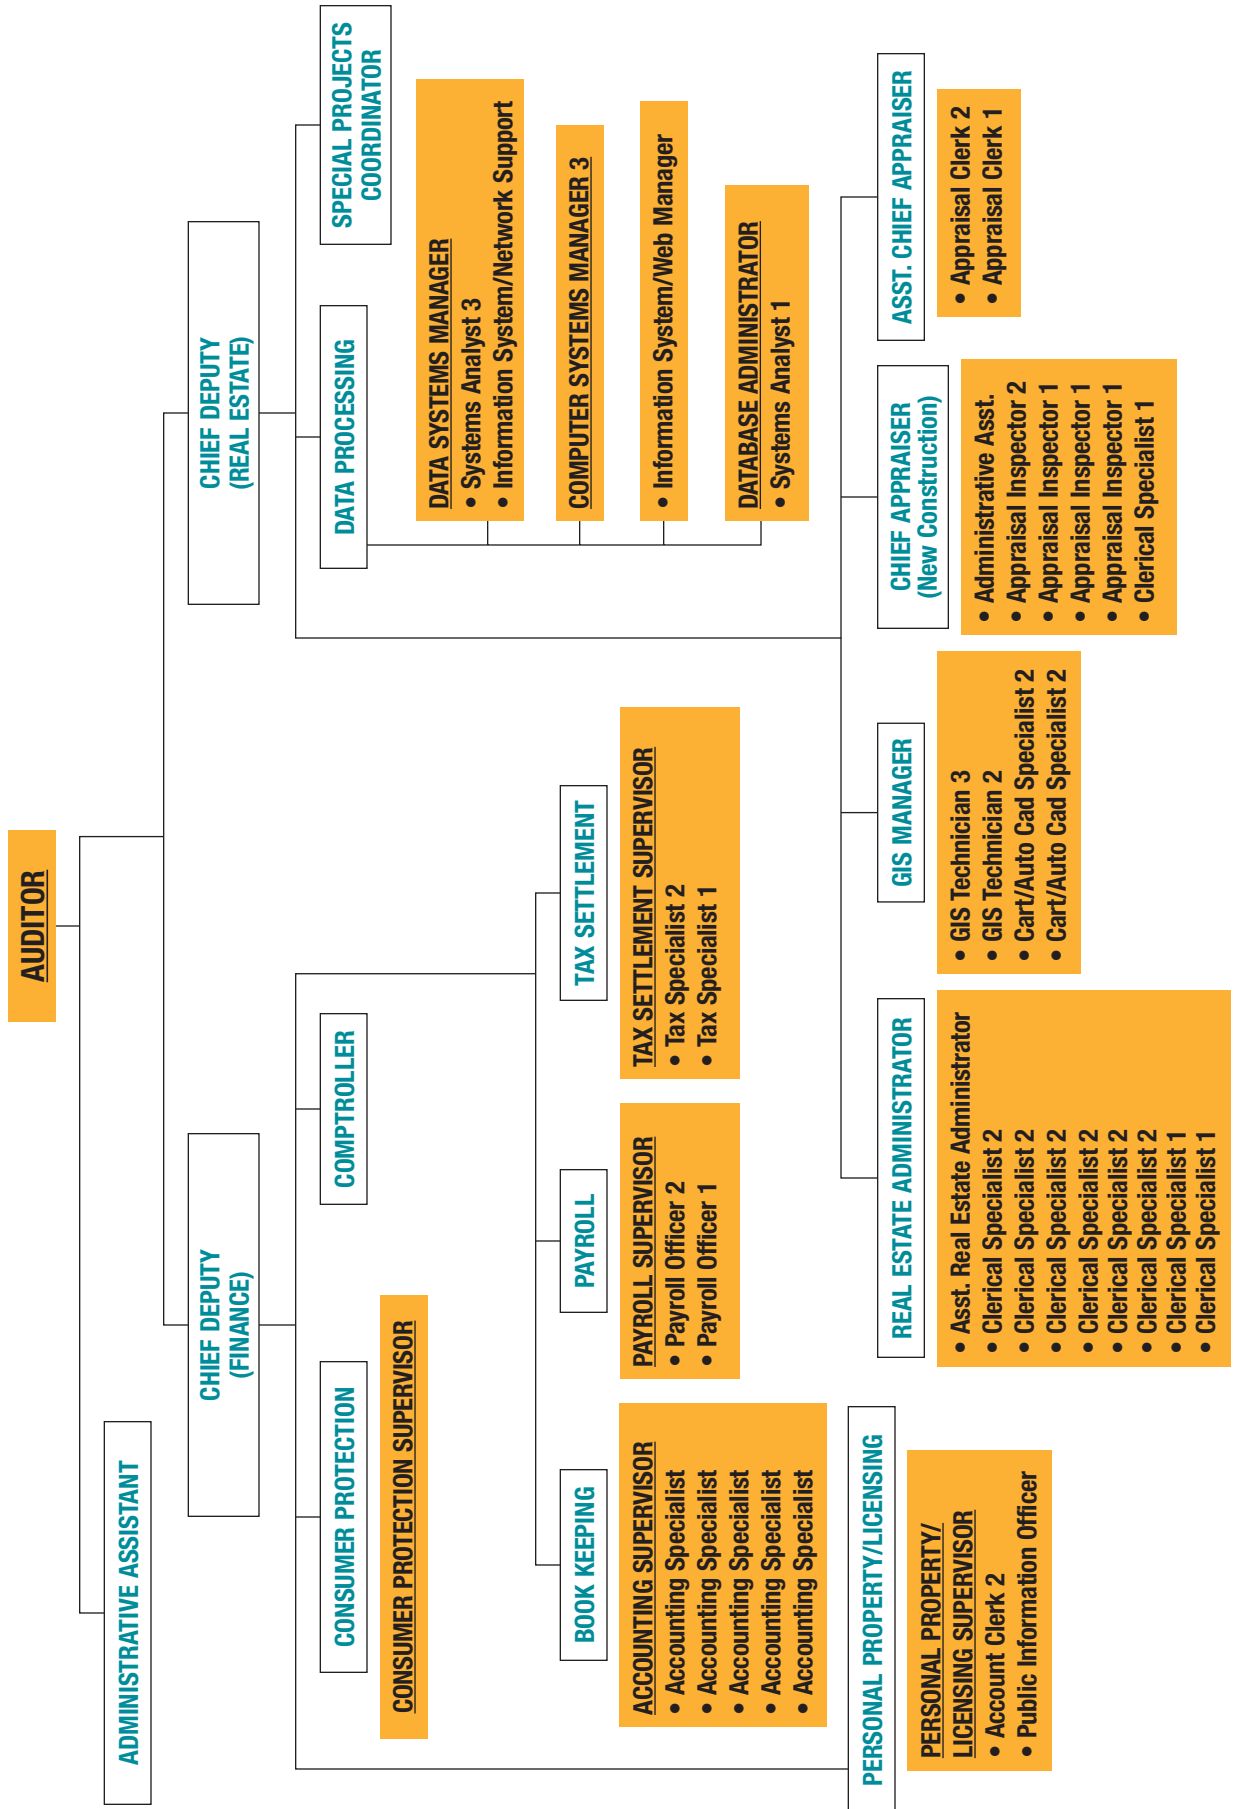 AUDITOR
ADMINISTRATIVE ASSISTANT
CHIEF DEPUTY
(FINANCE)
CHIEF DEPUTY
(REAL ESTATE)
CONSUMER PROTECTION
CONSUMER PROTECTION SUPERVISOR
COMPTROLLER
DATA PROCESSING
SPECIAL PROJECTS
COORDINATOR
DATA SYSTEMS MANAGER
• Systems Analyst 3
• Information System/Network Support
COMPUTER SYSTEMS MANAGER 3
• Information System/Web Manager
DATABASE ADMINISTRATOR
• Systems Analyst 1
BOOK KEEPING
ACCOUNTING SUPERVISOR
• Accounting Specialist
• Accounting Specialist
• Accounting Specialist
• Accounting Specialist
• Accounting Specialist
PAYROLL
PAYROLL SUPERVISOR
• Payroll Officer 2
• Payroll Officer 1
TAX SETTLEMENT
TAX SETTLEMENT SUPERVISOR
• Tax Specialist 2
• Tax Specialist 1
PERSONAL PROPERTY/LICENSING
PERSONAL PROPERTY/
LICENSING SUPERVISOR
• Account Clerk 2
• Public Information Officer
REAL ESTATE ADMINISTRATOR
• Asst. Real Estate Administrator
• Clerical Specialist 2
• Clerical Specialist 2
• Clerical Specialist 2
• Clerical Specialist 2
• Clerical Specialist 2
• Clerical Specialist 2
• Clerical Specialist 1
• Clerical Specialist 1
GIS MANAGER
• GIS Technician 3
• GIS Technician 2
• Cart/Auto Cad Specialist 2
• Cart/Auto Cad Specialist 2
CHIEF APPRAISER
(New Construction)
• Administrative Asst.
• Appraisal Inspector 2
• Appraisal Inspector 1
• Appraisal Inspector 1
• Appraisal Inspector 1
• Clerical Specialist 1
ASST. CHIEF APPRAISER
• Appraisal Clerk 2
• Appraisal Clerk 1